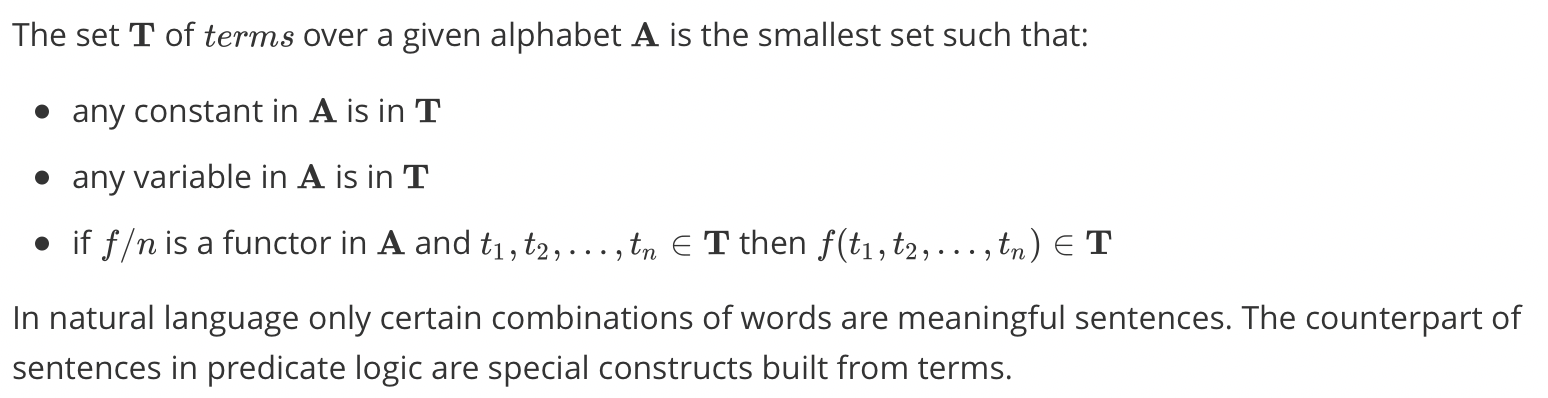 The set T of terms over a given alphabet A is the smallest set such that:
• any constant in A is in T
• any variable in A is in T
• if f/n is a functor in A and t₁, t₂, . . . , tₙ ∈ T then f(t₁, t₂, . . . , tₙ) ∈ T
In natural language only certain combinations of words are meaningful sentences. The counterpart of
sentences in predicate logic are special constructs built from terms.